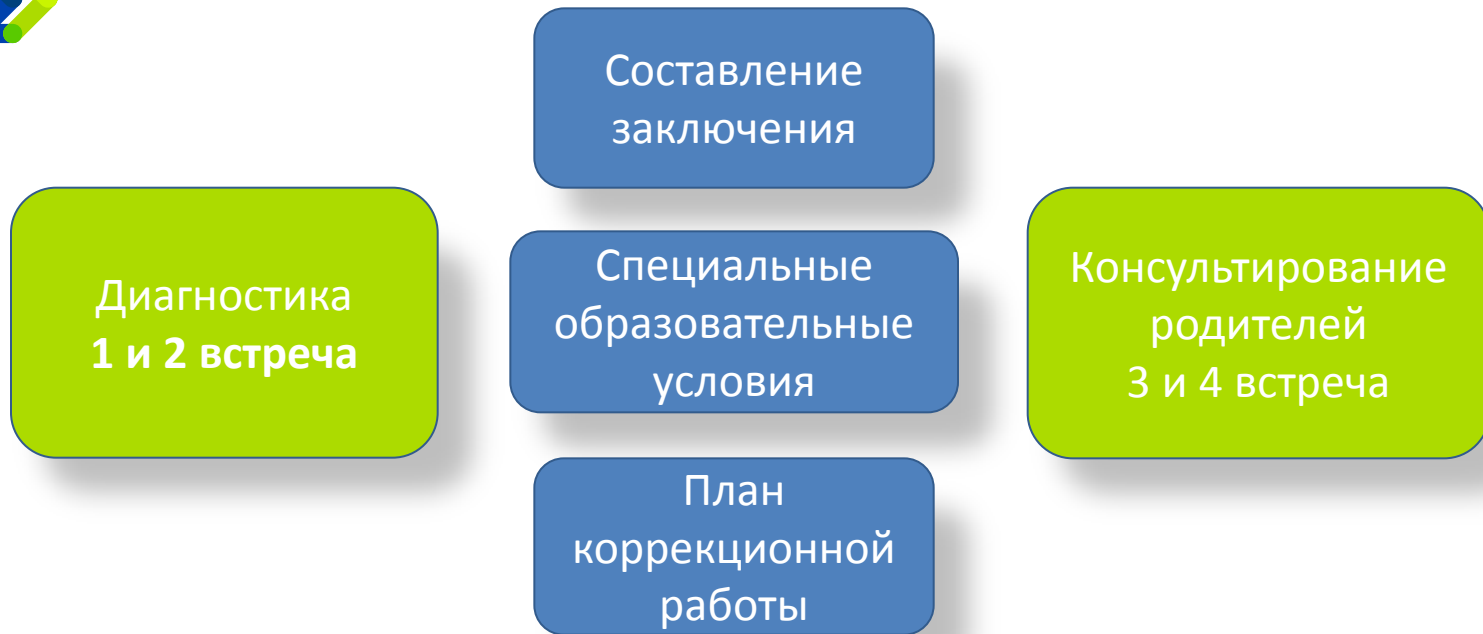 Диагностика
1 и 2 встреча
Составление
заключения
Специальные
образовательные
условия
План
коррекционной
работы
Консультирование
родителей
3 и 4 встреча